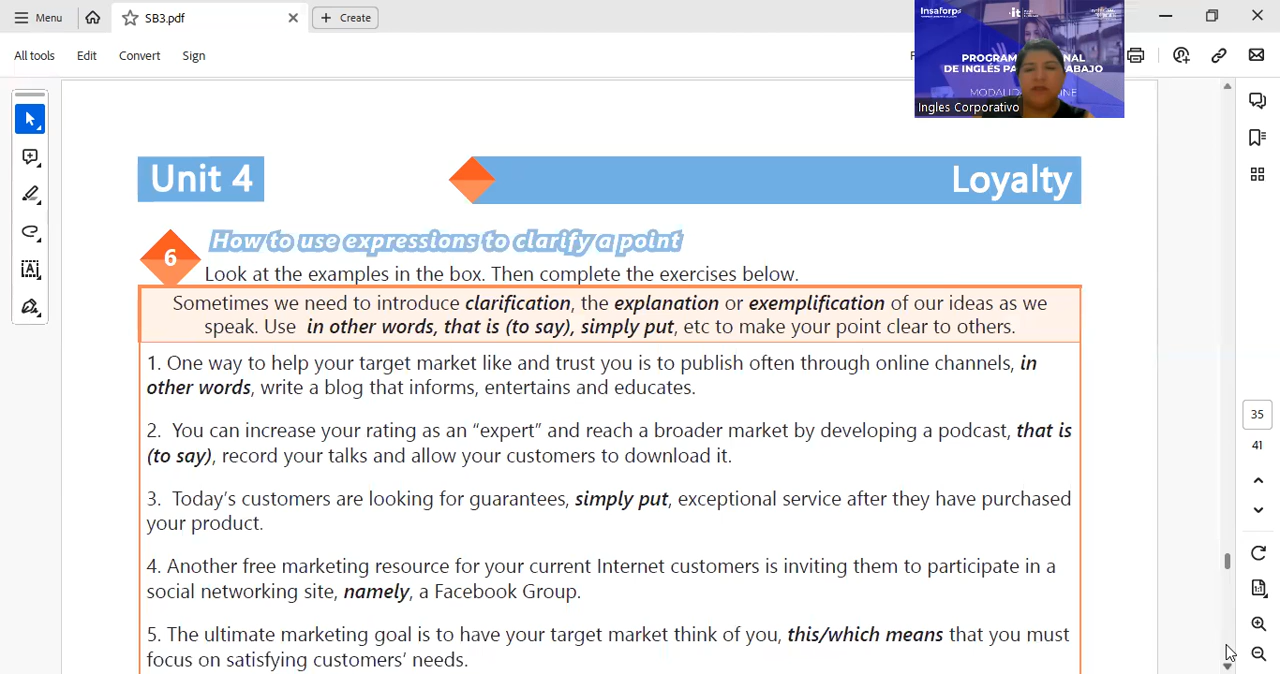 Menu
SB3.pdf
Create
All tools
Edit
Convert
Sign
Insaforp
it
PROGRAM
NAL
DE INGLÉS PA
ABAJO
Ingles Corporativo
Unit 4
Loyalty
6
How to use expressions to clarify a point
Look at the examples in the box. Then complete the exercises below.
Sometimes we need to introduce clarification, the explanation or exemplification of our ideas as we
speak. Use in other words, that is (to say), simply put, etc to make your point clear to others.
1. One way to help your target market like and trust you is to publish often through online channels, in
other words, write a blog that informs, entertains and educates.
2. You can increase your rating as an “expert” and reach a broader market by developing a podcast, that is
(to say), record your talks and allow your customers to download it.
3. Today’s customers are looking for guarantees, simply put, exceptional service after they have purchased
your product.
4. Another free marketing resource for your current Internet customers is inviting them to participate in a
social networking site, namely, a Facebook Group.
5. The ultimate marketing goal is to have your target market think of you, this/which means that you must
focus on satisfying customers’ needs.
35
41